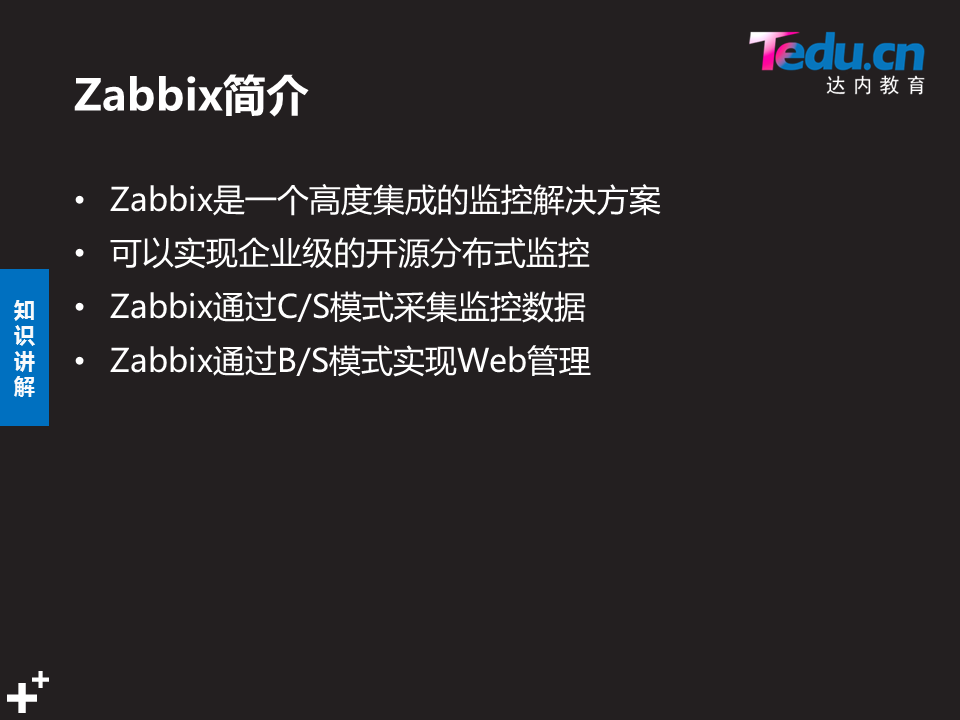 Tedu.cn
达内教育
Zabbix简介
• Zabbix是一个高度集成的监控解决方案
• 可以实现企业级的开源分布式监控
• Zabbix通过C/S模式采集监控数据
• Zabbix通过B/S模式实现Web管理
知
识
讲
解